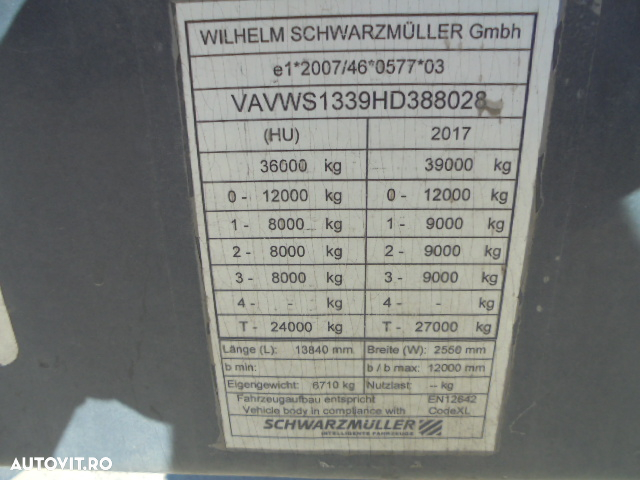 WILHELM SCHWARZMÜLLER Gmbh
e1*2007/46*0577*03
VAVWS1339HD388028
(HU) 2017
36000 kg 39000 kg
0 - 12000 kg 0 - 12000 kg
1 - 8000 kg 1 - 9000 kg
2 - 8000 kg 2 - 9000 kg
3 - 8000 kg 3 - 9000 kg
4 - - kg 4 - - kg
T - 24000 kg T - 27000 kg
Länge (L): 13840 mm Breite (W): 2550 mm
b min: b / b max: 12000 mm
Eigengewicht: 6710 kg Nutzlast: -- kg
Fahrzeugaufbau entspricht EN12642
Vehicle body in compliance with CodeXL
SCHWARZMÜLLER
INTELLIGENTE FAHRZEUGE
AUTOVIT.RO